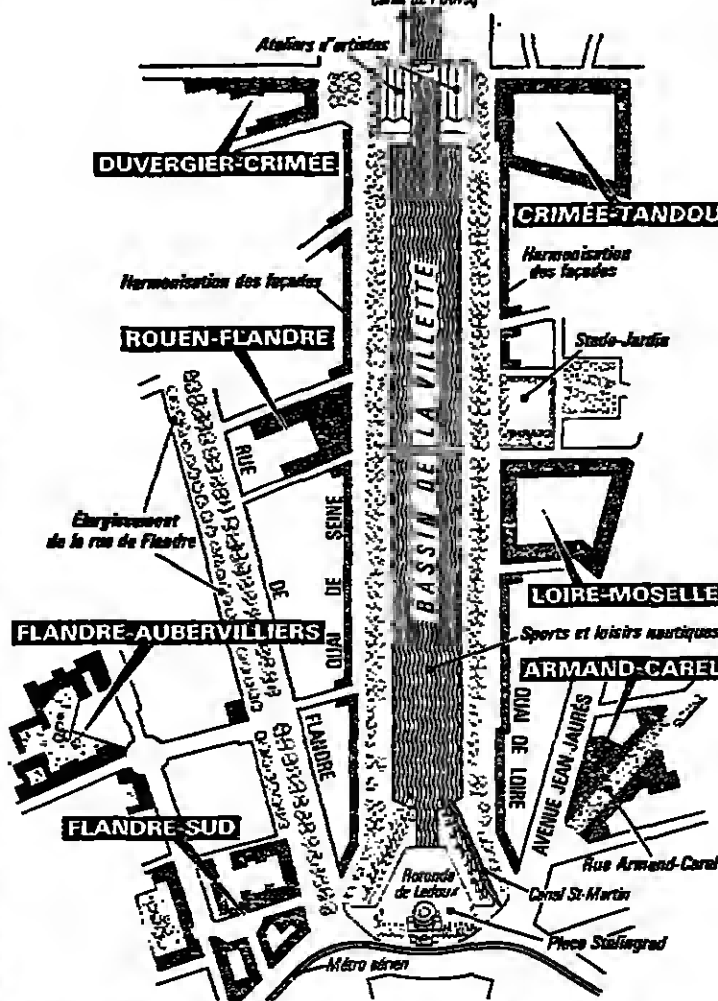 Canal de l'Ourcq
Ateliers d'artistes
DUVERGIER-CRIMÉE
CRIMÉE-TANDOU
Harmonisation
des façades
Harmonisation des façades
ROUEN-FLANDRE
Stade-Jardin
BASSIN DE LA VILLETTE
RUE DE FLANDRE
QUAI DE SEINE
Élargissement
de la rue de Flandre
LOIRE-MOSELLE
FLANDRE-AUBERVILLIERS
Sports et loisirs nautiques
ARMAND-CAREL
QUAI DE LOIRE
AVENUE JEAN JAURÈS
FLANDRE-SUD
Rue Armand-Carel
Rotonde
de Ledoux
Canal St-Martin
Place Stalingrad
Métro aérien